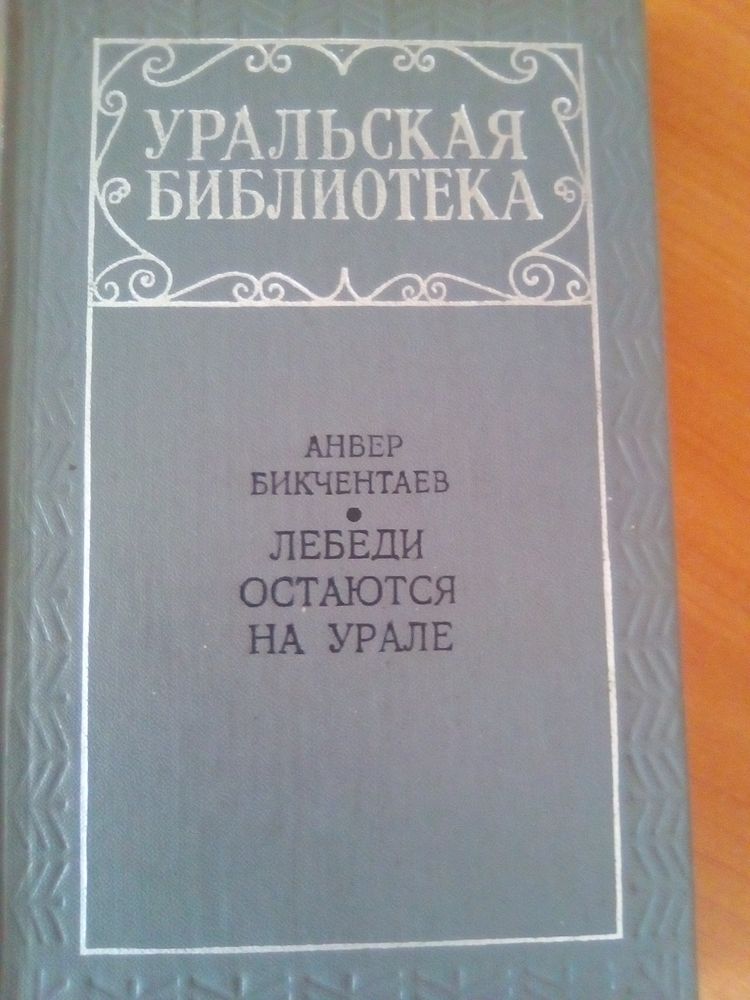 УРАЛЬСКАЯ
БИБЛИОТЕКА
АНВЕР
БИКЧЕНТАЕВ
ЛЕБЕДИ
ОСТАЮТСЯ
НА УРАЛЕ